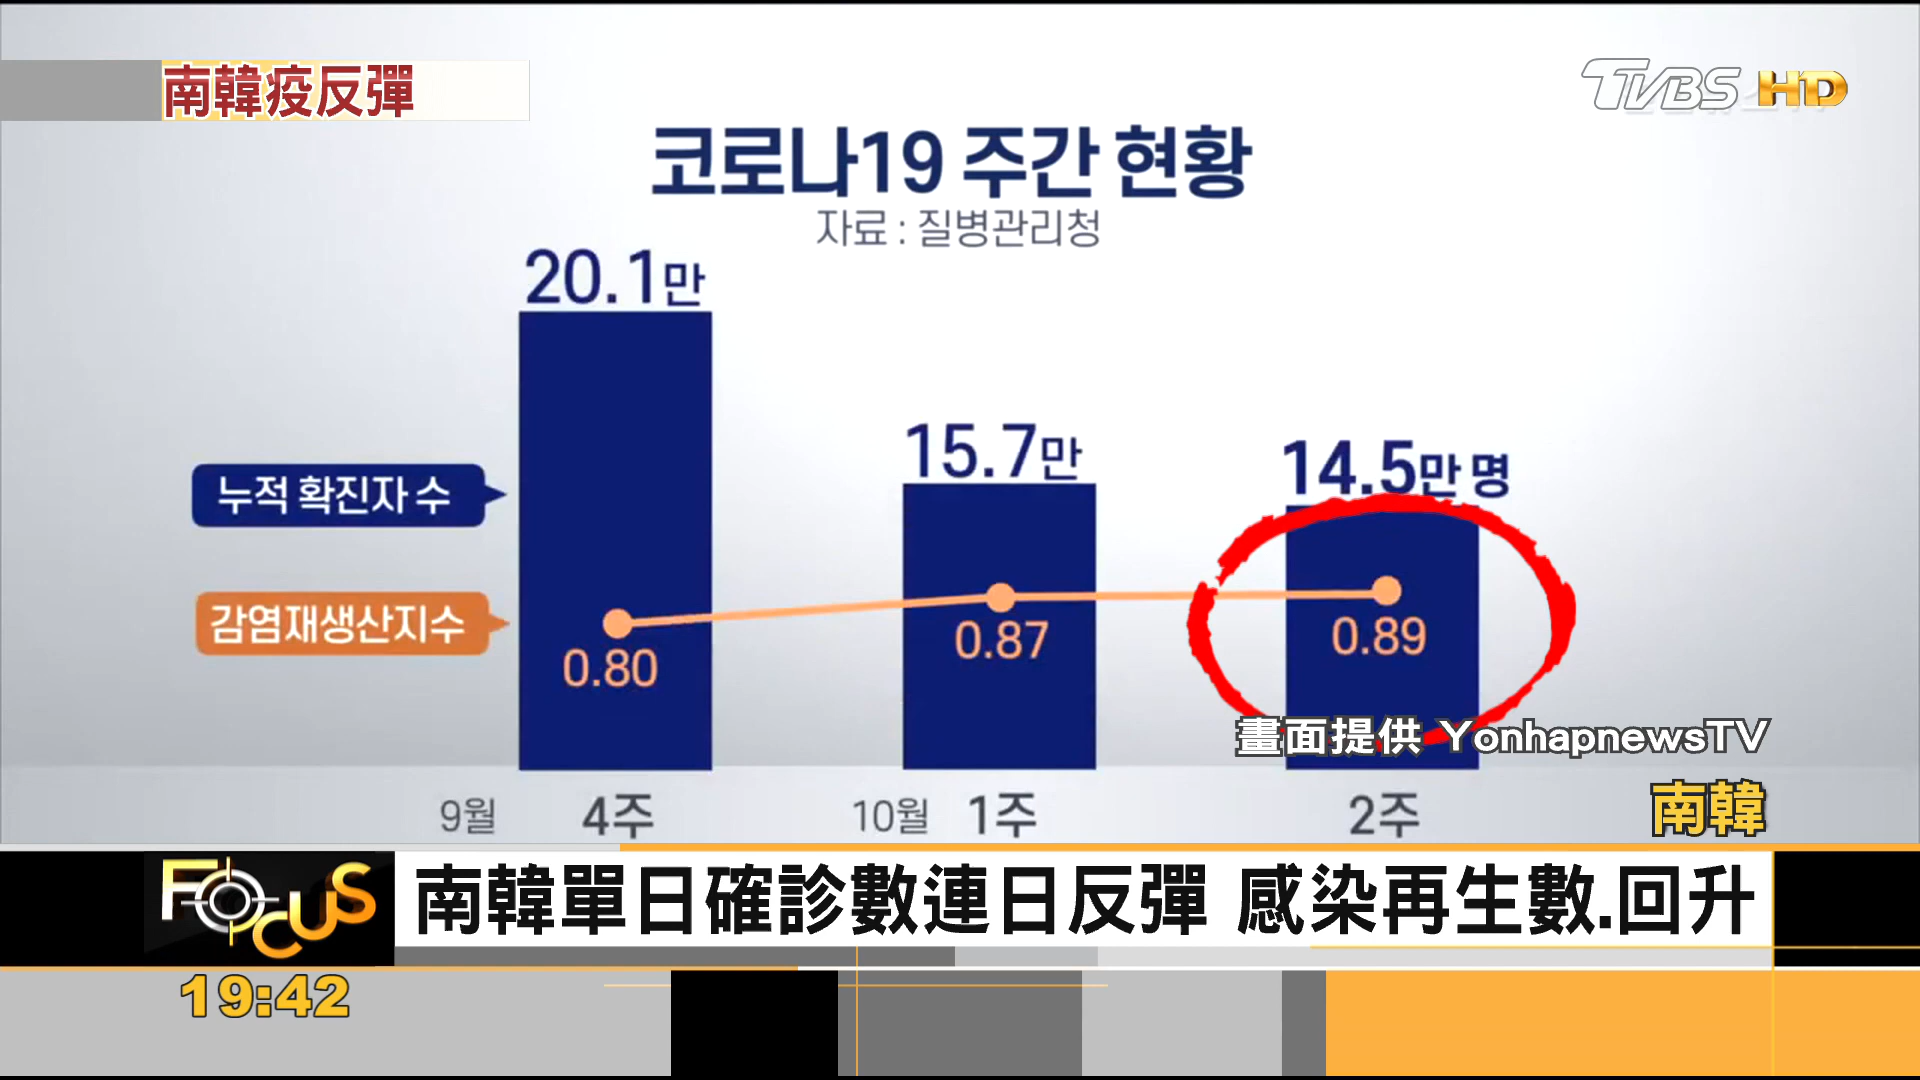 南韓疫反彈
TVBS HD
코로나19 주간 현황
자료 : 질병관리청
20.1만
15.7만
14.5만 명
누적 확진자 수
감염재생산지수
0.80
0.87
0.89
畫面提供 YonhapnewsTV
9월 4주
10월 1주
2주
南韓
FOCUS
南韓單日確診數連日反彈 感染再生數.回升
19:42